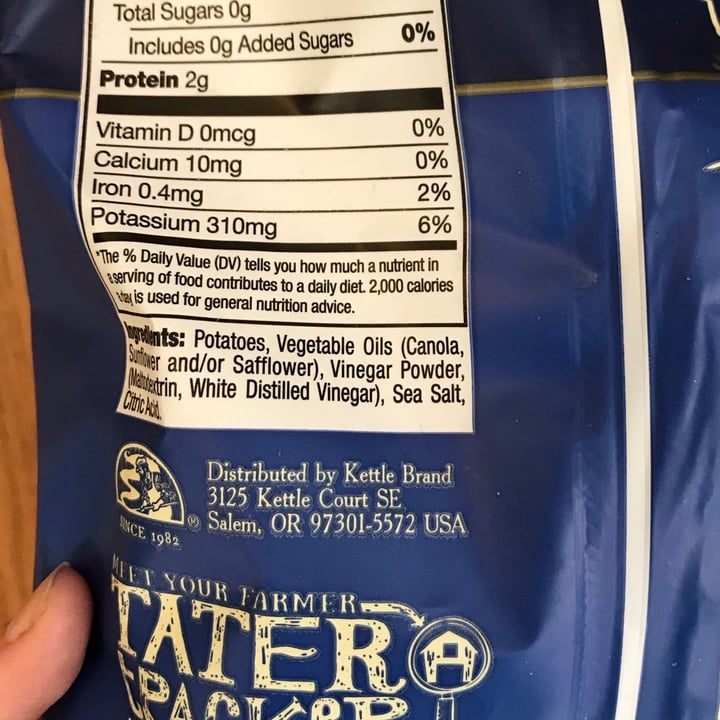 Total Sugars 0g
Includes 0g Added Sugars 0%
Protein 2g
Vitamin D 0mcg 0%
Calcium 10mg 0%
Iron 0.4mg 2%
Potassium 310mg 6%
*The % Daily Value (DV) tells you how much a nutrient in
a serving of food contributes to a daily diet. 2,000 calories
a day is used for general nutrition advice.
Ingredients: Potatoes, Vegetable Oils (Canola,
Sunflower and/or Safflower), Vinegar Powder,
(Maltodextrin, White Distilled Vinegar), Sea Salt,
Citric Acid.
SINCE 1982 ®
Distributed by Kettle Brand
3125 Kettle Court SE
Salem, OR 97301-5572 USA
MEET YOUR FARMER
TATER
TRACKER